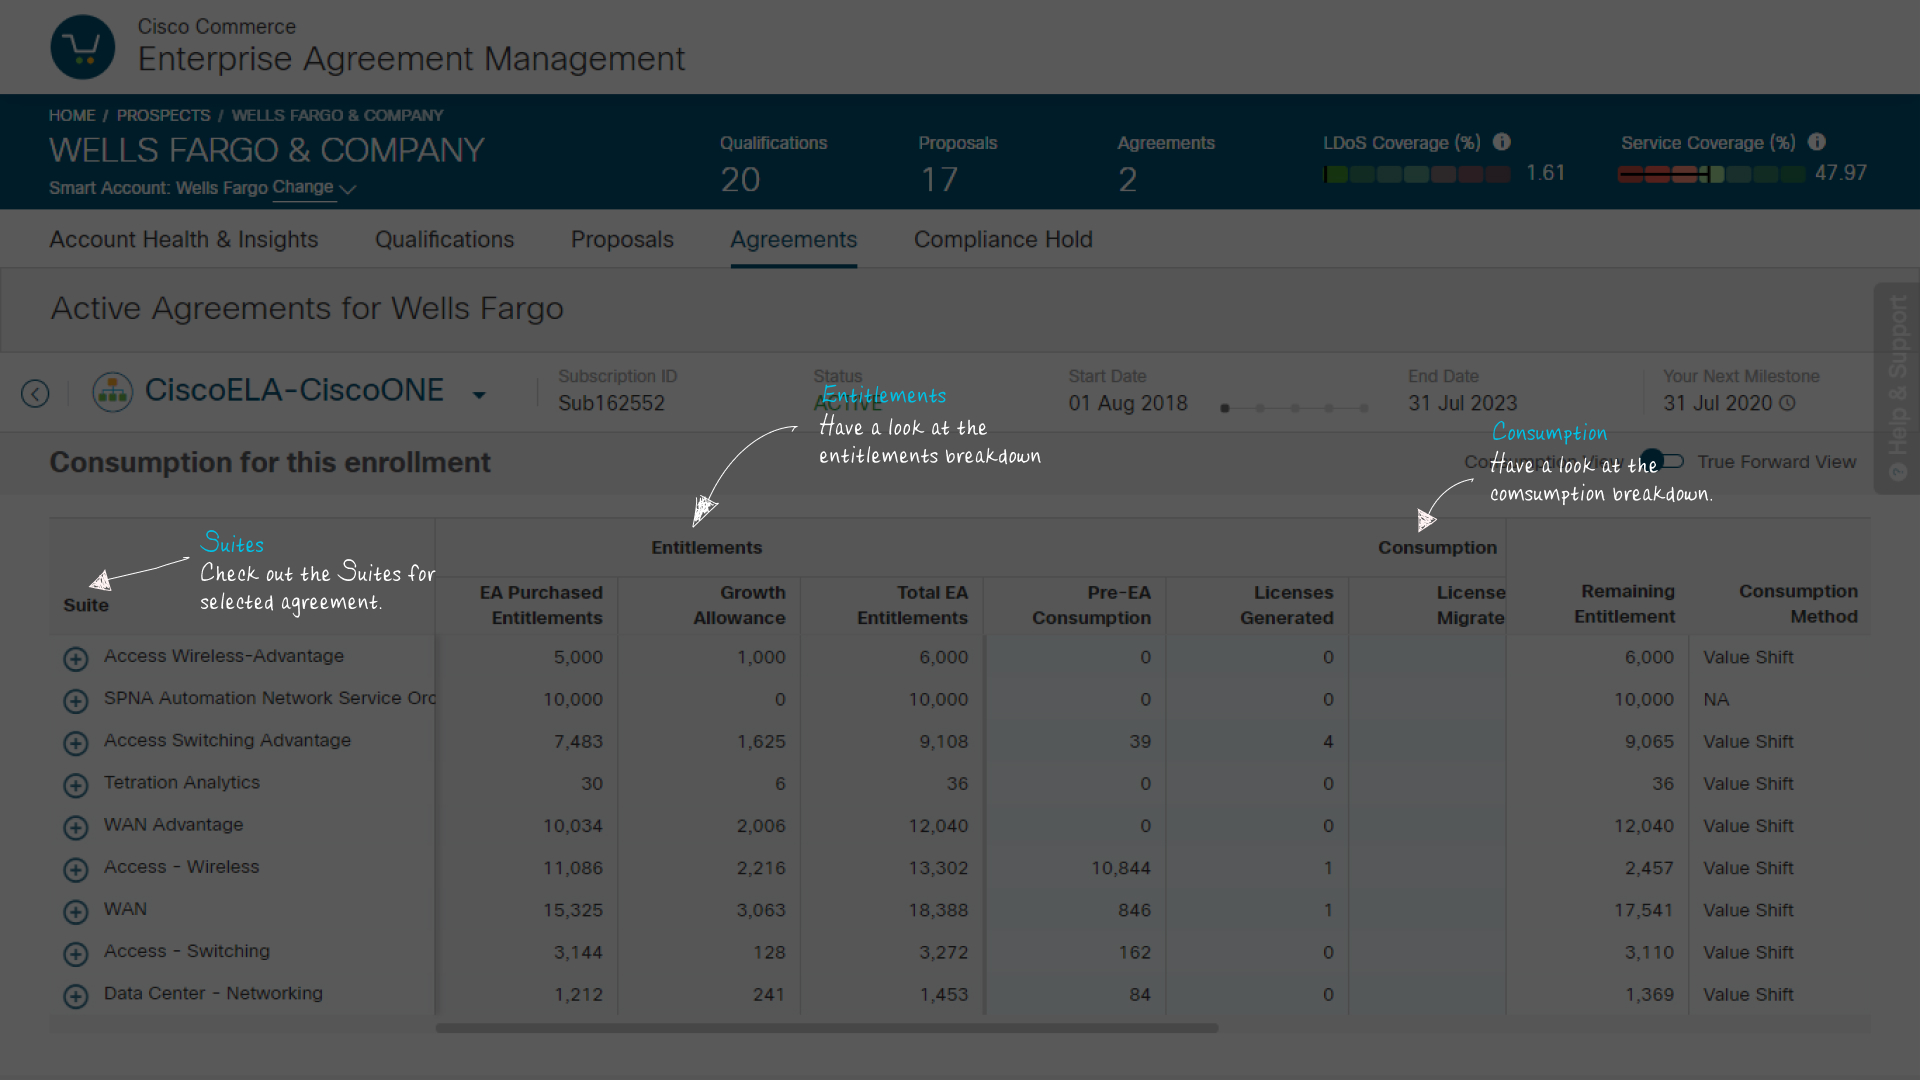 Cisco Commerce
Enterprise Agreement Management
HOME / PROSPECTS / WELLS FARGO & COMPANY
WELLS FARGO & COMPANY
Smart Account: Wells Fargo Change
Qualifications
20
Proposals
17
Agreements
2
LDoS Coverage (%)
1.61
Service Coverage (%)
47.97
Account Health & Insights Qualifications Proposals Agreements Compliance Hold
Active Agreements for Wells Fargo
CiscoELA-CiscoONE
Subscription ID
Sub162552
Status
ACTIVE
Start Date
01 Aug 2018
End Date
31 Jul 2023
Your Next Milestone
31 Jul 2020
Help & Support
Entitlements
Have a look at the
entitlements breakdown
Consumption
Have a look at the
comsumption breakdown.
Consumption for this enrollment
Consumption View True Forward View
Suites
Check out the Suites for
selected agreement.
Entitlements Consumption
Suite
EA Purchased
Entitlements
Growth
Allowance
Total EA
Entitlements
Pre-EA
Consumption
Licenses
Generated
License
Migrate
Remaining
Entitlement
Consumption
Method
Access Wireless-Advantage 5,000 1,000 6,000 0 0 6,000 Value Shift
SPNA Automation Network Service Orc 10,000 0 10,000 0 0 10,000 NA
Access Switching Advantage 7,483 1,625 9,108 39 4 9,065 Value Shift
Tetration Analytics 30 6 36 0 0 36 Value Shift
WAN Advantage 10,034 2,006 12,040 0 0 12,040 Value Shift
Access - Wireless 11,086 2,216 13,302 10,844 1 2,457 Value Shift
WAN 15,325 3,063 18,388 846 1 17,541 Value Shift
Access - Switching 3,144 128 3,272 162 0 3,110 Value Shift
Data Center - Networking 1,212 241 1,453 84 0 1,369 Value Shift